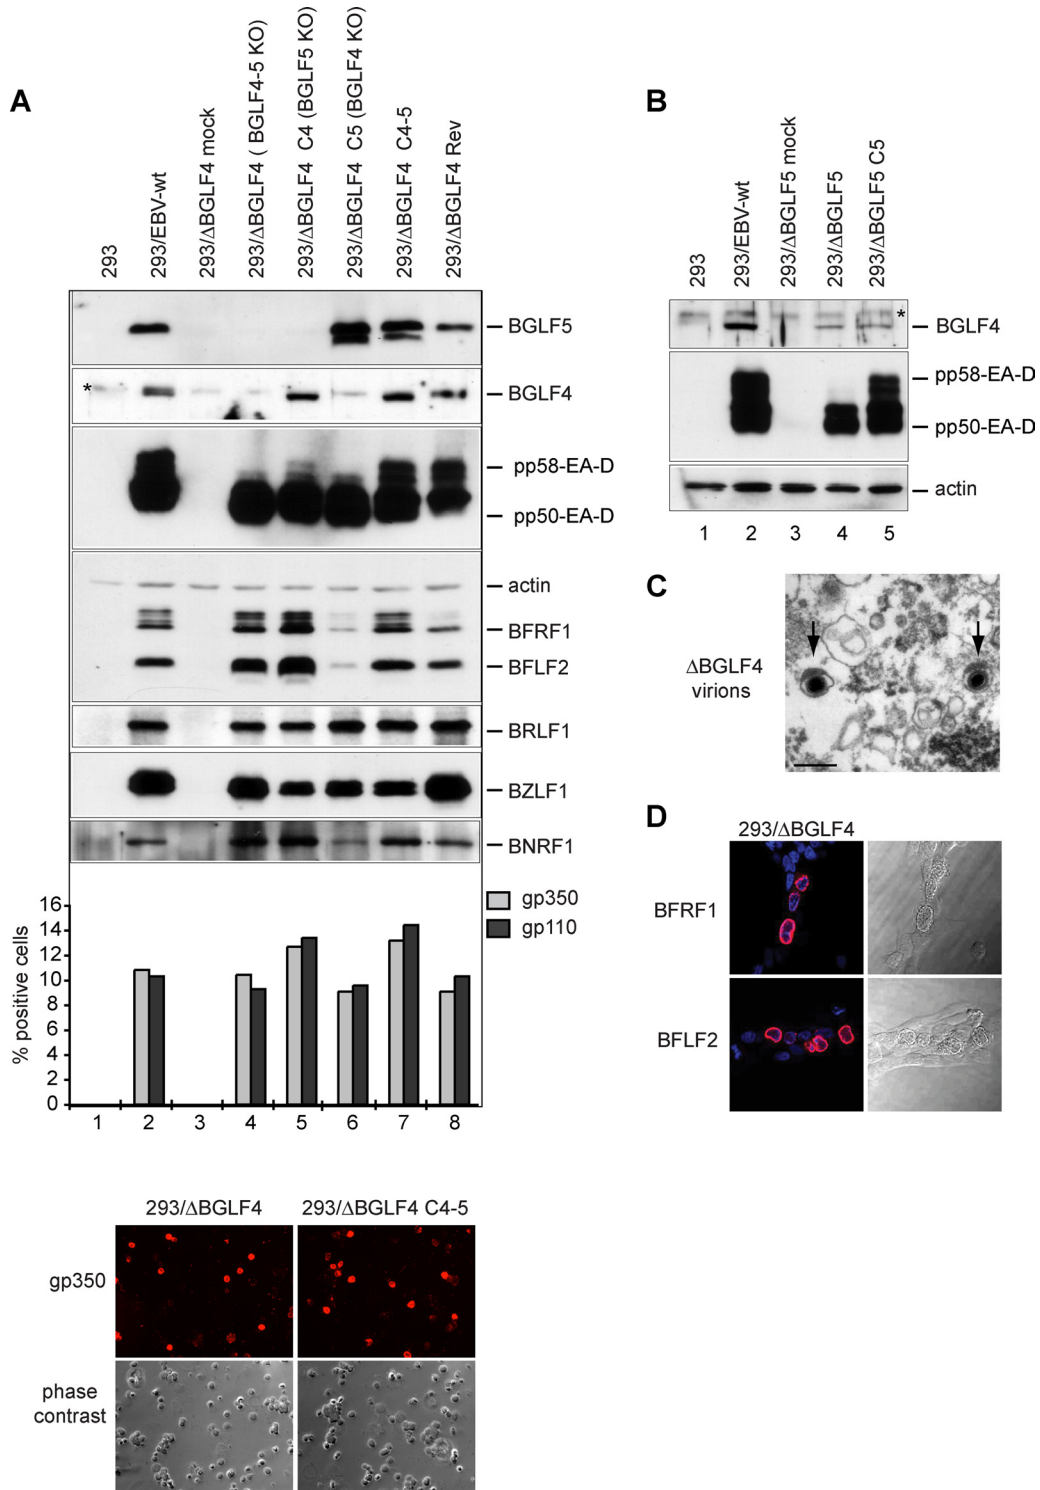 A
293
293/EBV-wt
293/ΔBGLF4 mock
293/ΔBGLF4 ( BGLF4-5 KO)
293/ΔBGLF4 C4 (BGLF5 KO)
293/ΔBGLF4 C5 (BGLF4 KO)
293/ΔBGLF4 C4-5
293/ΔBGLF4 Rev
BGLF5
*
BGLF4
pp58-EA-D
pp50-EA-D
actin
BFRF1
BFLF2
BRLF1
BZLF1
BNRF1
gp350
gp110
% positive cells
16
14
12
10
8
6
4
2
0
1 2 3 4 5 6 7 8
293/ΔBGLF4 293/ΔBGLF4 C4-5
gp350
phase
contrast
B
293
293/EBV-wt
293/ΔBGLF5 mock
293/ΔBGLF5
293/ΔBGLF5 C5
*
BGLF4
pp58-EA-D
pp50-EA-D
actin
1 2 3 4 5
C
ΔBGLF4
virions
D
293/ΔBGLF4
BFRF1
BFLF2